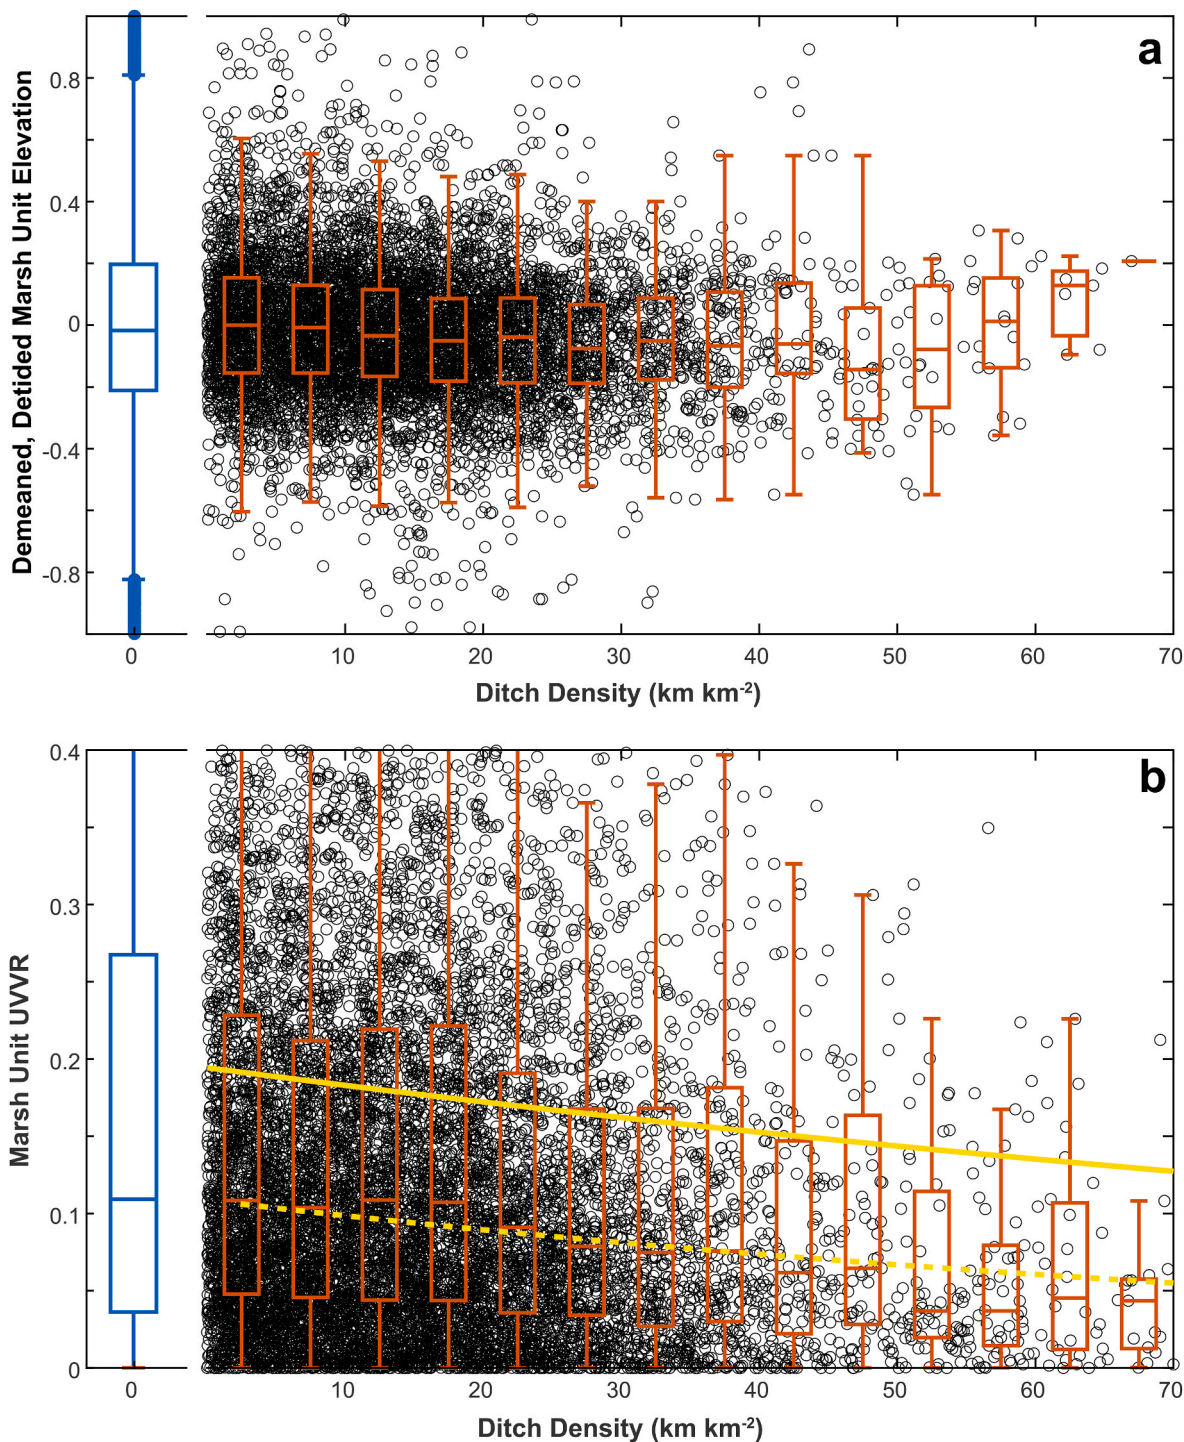 a
Demeaned, Detided Marsh Unit Elevation
0.8
0.4
0
-0.4
-0.8
0 10 20 30 40 50 60 70
Ditch Density (km km-2)
b
Marsh Unit UVVR
0.4
0.3
0.2
0.1
0
0 10 20 30 40 50 60 70
Ditch Density (km km-2)